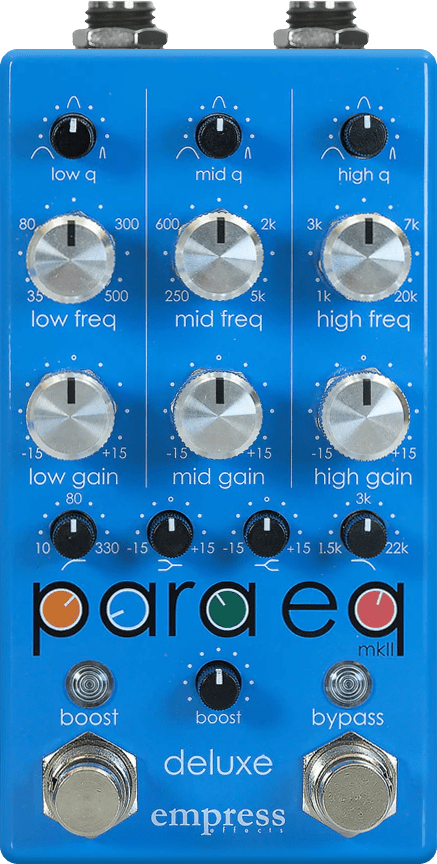 low q mid q high q
80 300 600 2k 3k 7k
35 500 250 5k 1k 20k
low freq mid freq high freq
-15 +15 -15 +15 -15 +15
low gain mid gain high gain
80 3k
10 330 -15 +15 -15 +15 1.5k 22k
para eq
mkII
boost boost bypass
deluxe
empress
effects